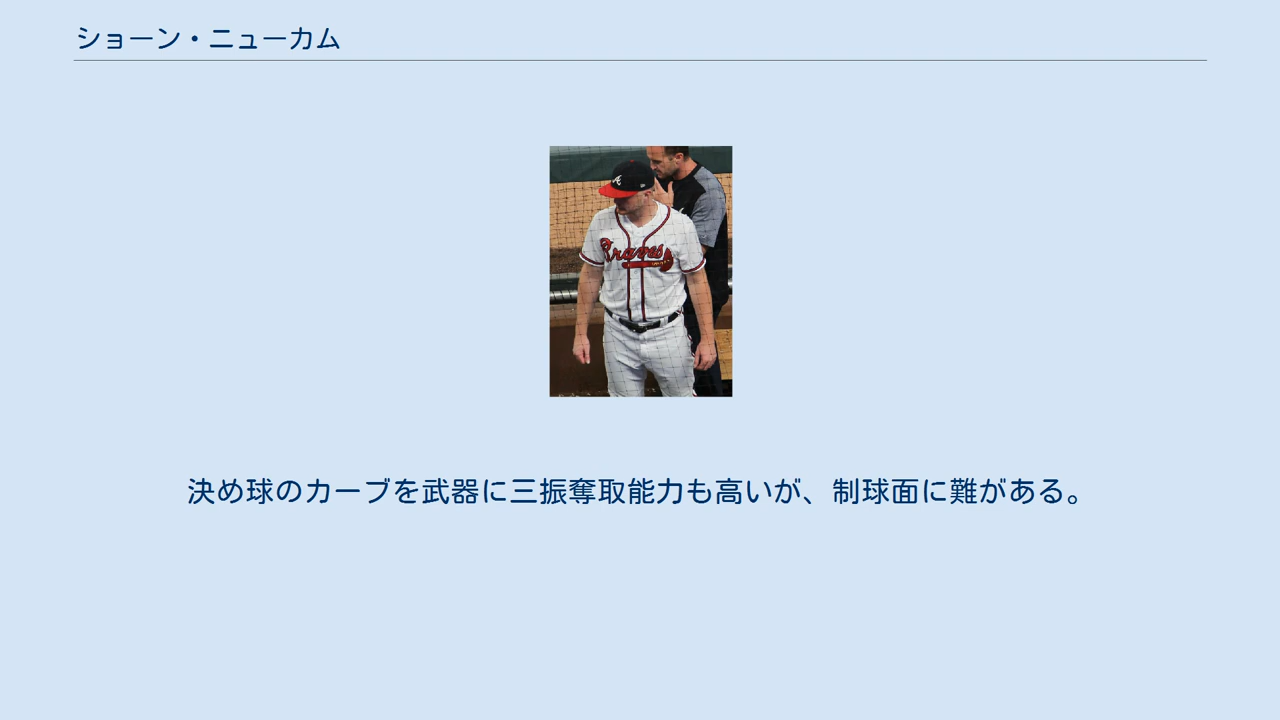 ショーン・ニューカム
Braves
決め球のカーブを武器に三振奪取能力も高いが、制球面に難がある。